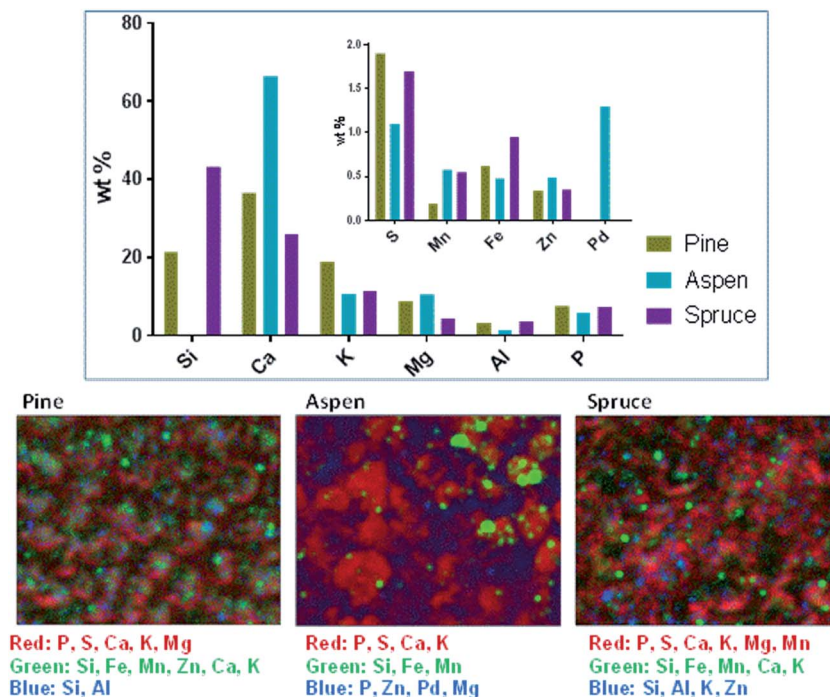 80
60
40
20
0
wt %
Si
Ca
K
Mg
Al
P
2.0
1.5
1.0
0.5
0.0
wt %
S
Mn
Fe
Zn
Pd
Pine
Aspen
Spruce
Pine
Aspen
Spruce
Red: P, S, Ca, K, Mg
Green: Si, Fe, Mn, Zn, Ca, K
Blue: Si, Al
Red: P, S, Ca, K
Green: Si, Fe, Mn
Blue: P, Zn, Pd, Mg
Red: P, S, Ca, K, Mg, Mn
Green: Si, Fe, Mn, Ca, K
Blue: Si, Al, K, Zn